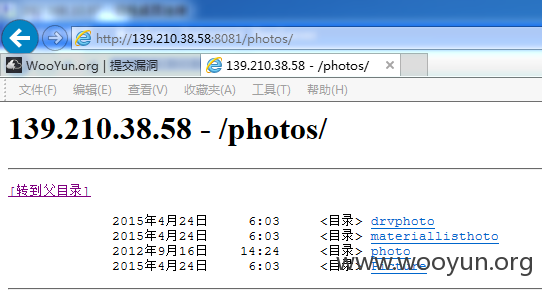 http://139.210.38.58:8081/photos/
WooYun.org | 提交漏洞
139.210.38.58 - /photos/
文件(F) 编辑(E) 查看(V) 收藏夹(A) 工具(T) 帮助(H)
139.210.38.58 - /photos/
[转到父目录]
2015年4月24日 6:03 <目录> drvphoto
2015年4月24日 6:03 <目录> materiallisthoto
2012年9月16日 14:24 <目录> photo
2015年4月24日 6:03 <目录> Picture
www.wooyun.org